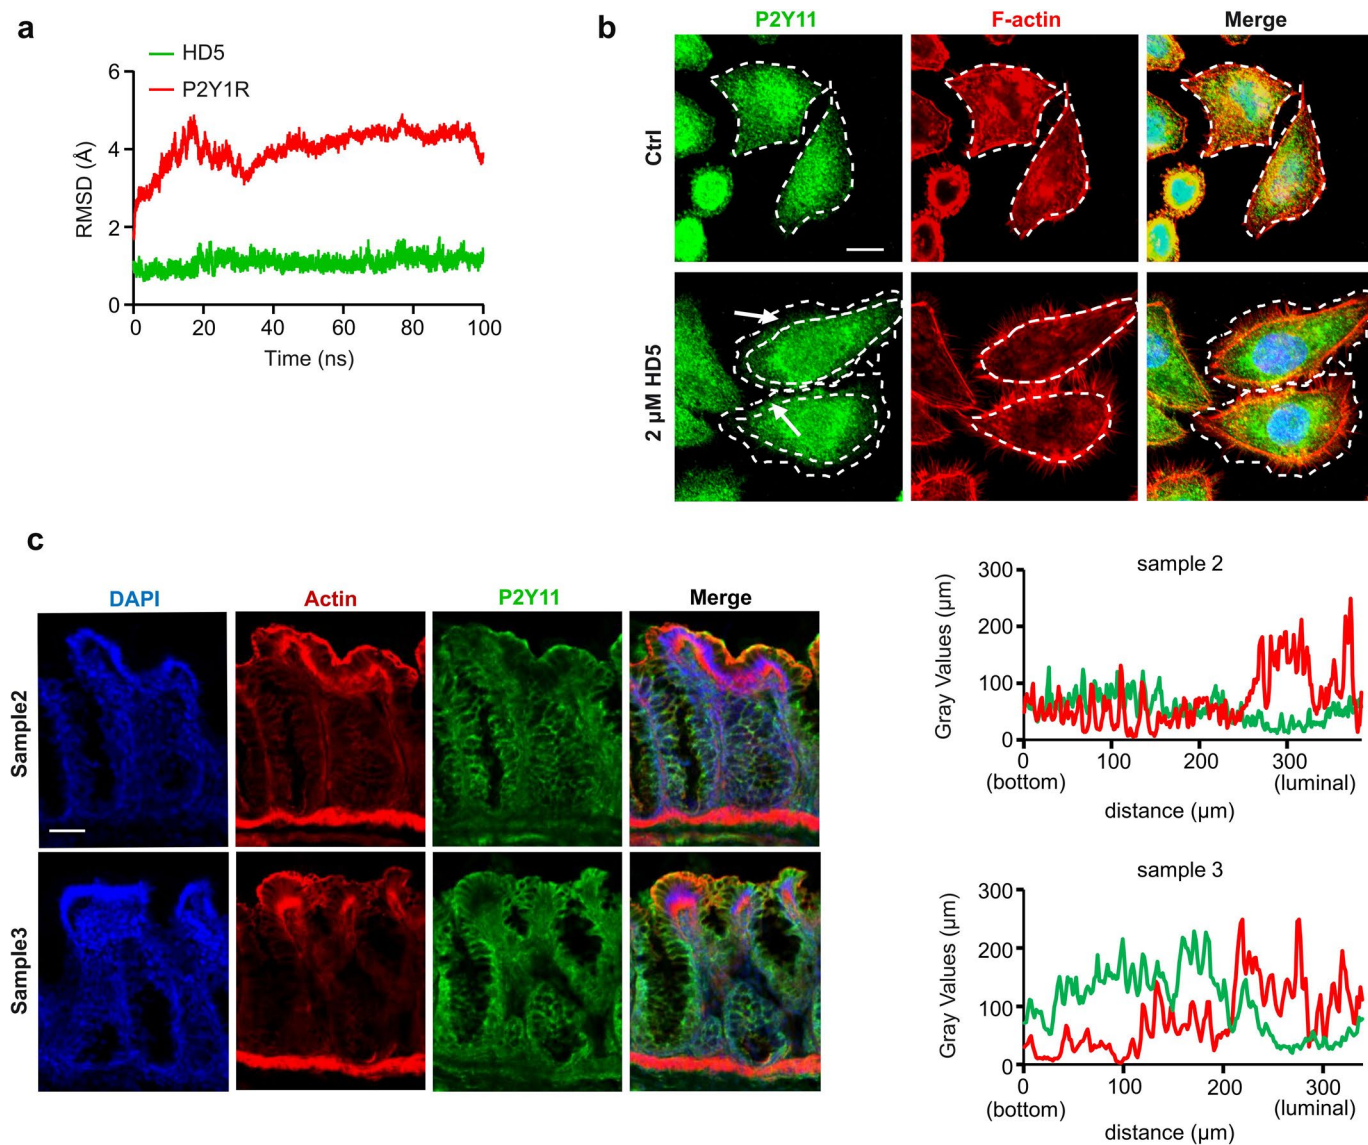 a
HD5
P2Y1R
6
4
2
0
RMSD (Å)
0 20 40 60 80 100
Time (ns)
b
P2Y11 F-actin Merge
Ctrl
2 µM HD5
c
DAPI Actin P2Y11 Merge
Sample2
Sample3
sample 2
300
200
100
0
Gray Values (µm)
0 100 200 300
(bottom) (luminal)
distance (µm)
sample 3
300
200
100
0
Gray Values (µm)
0 100 200 300
(bottom) (luminal)
distance (µm)